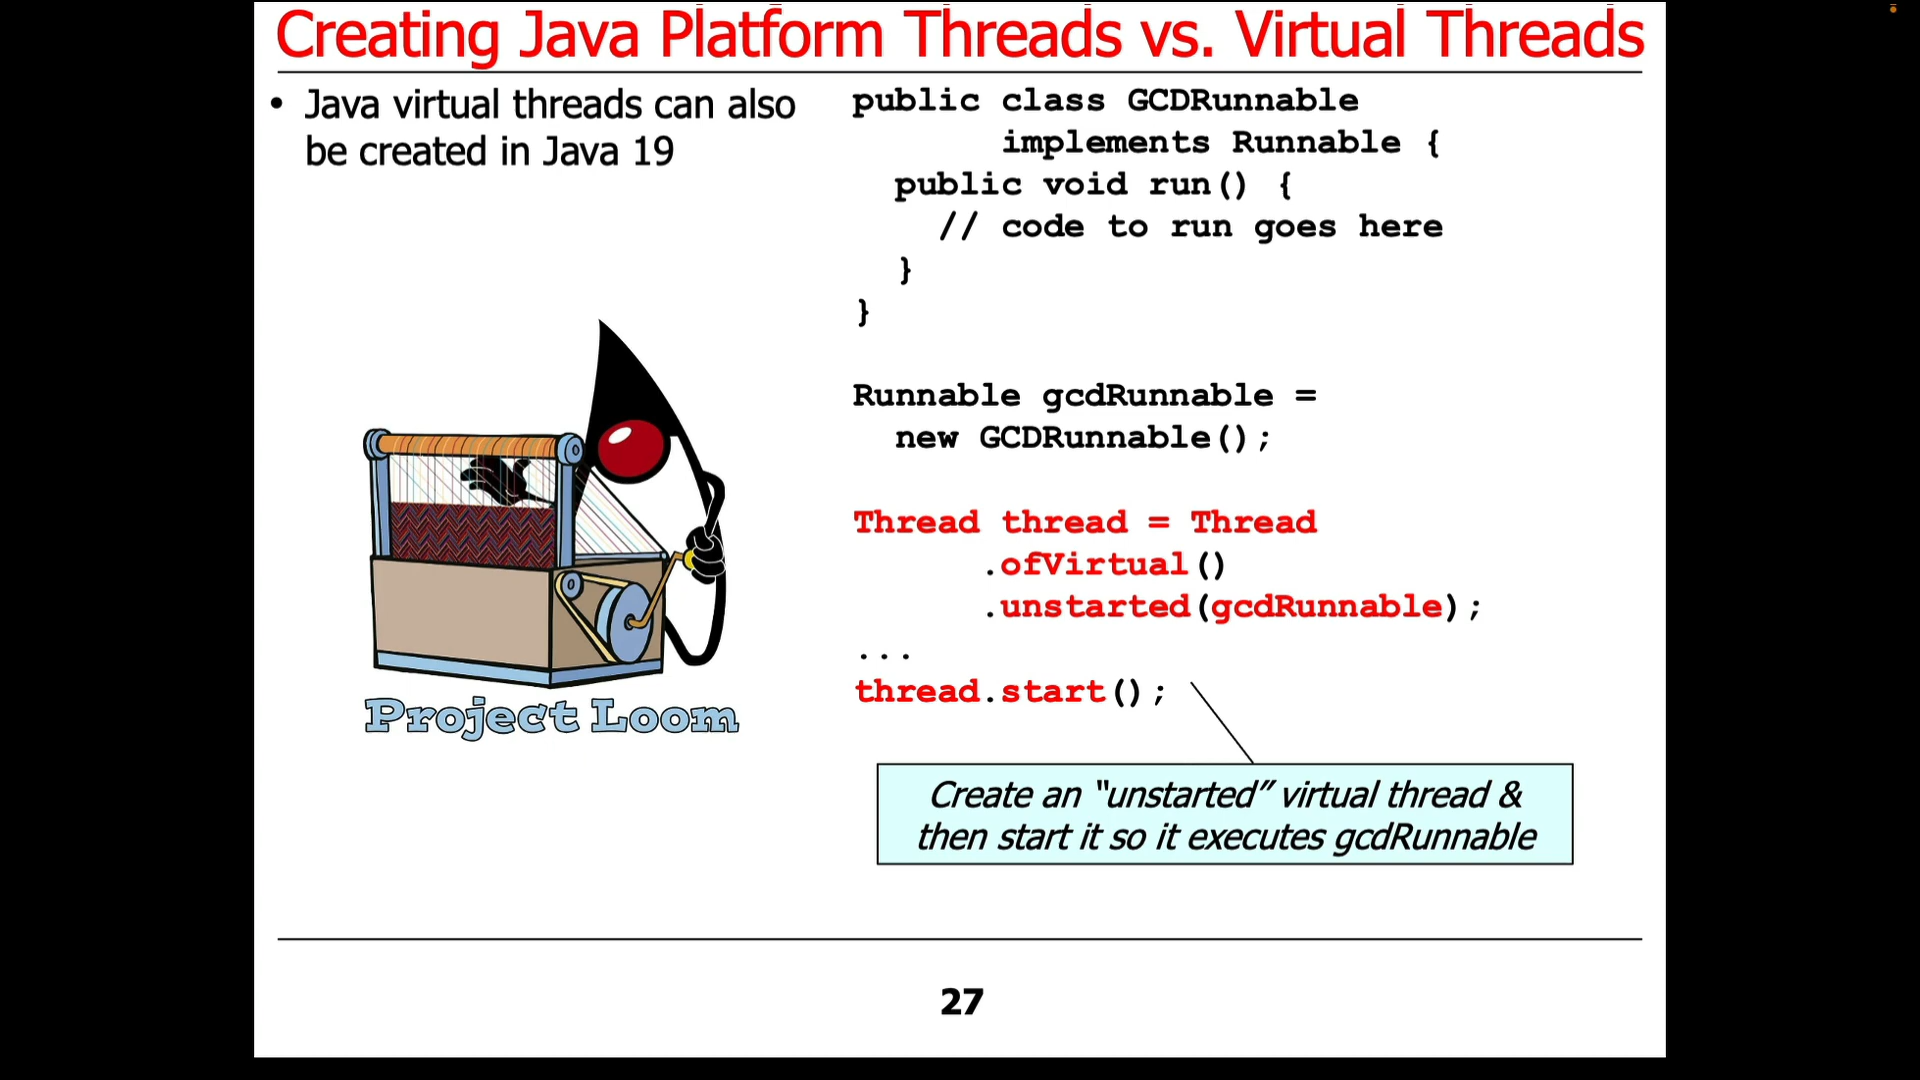 Creating Java Platform Threads vs. Virtual Threads
• Java virtual threads can also
be created in Java 19
public class GCDRunnable
implements Runnable {
public void run() {
// code to run goes here
}
}
Runnable gcdRunnable =
new GCDRunnable();
Thread thread = Thread
.ofVirtual()
.unstarted(gcdRunnable);
...
thread.start();
Project Loom
Create an “unstarted” virtual thread &
then start it so it executes gcdRunnable
27